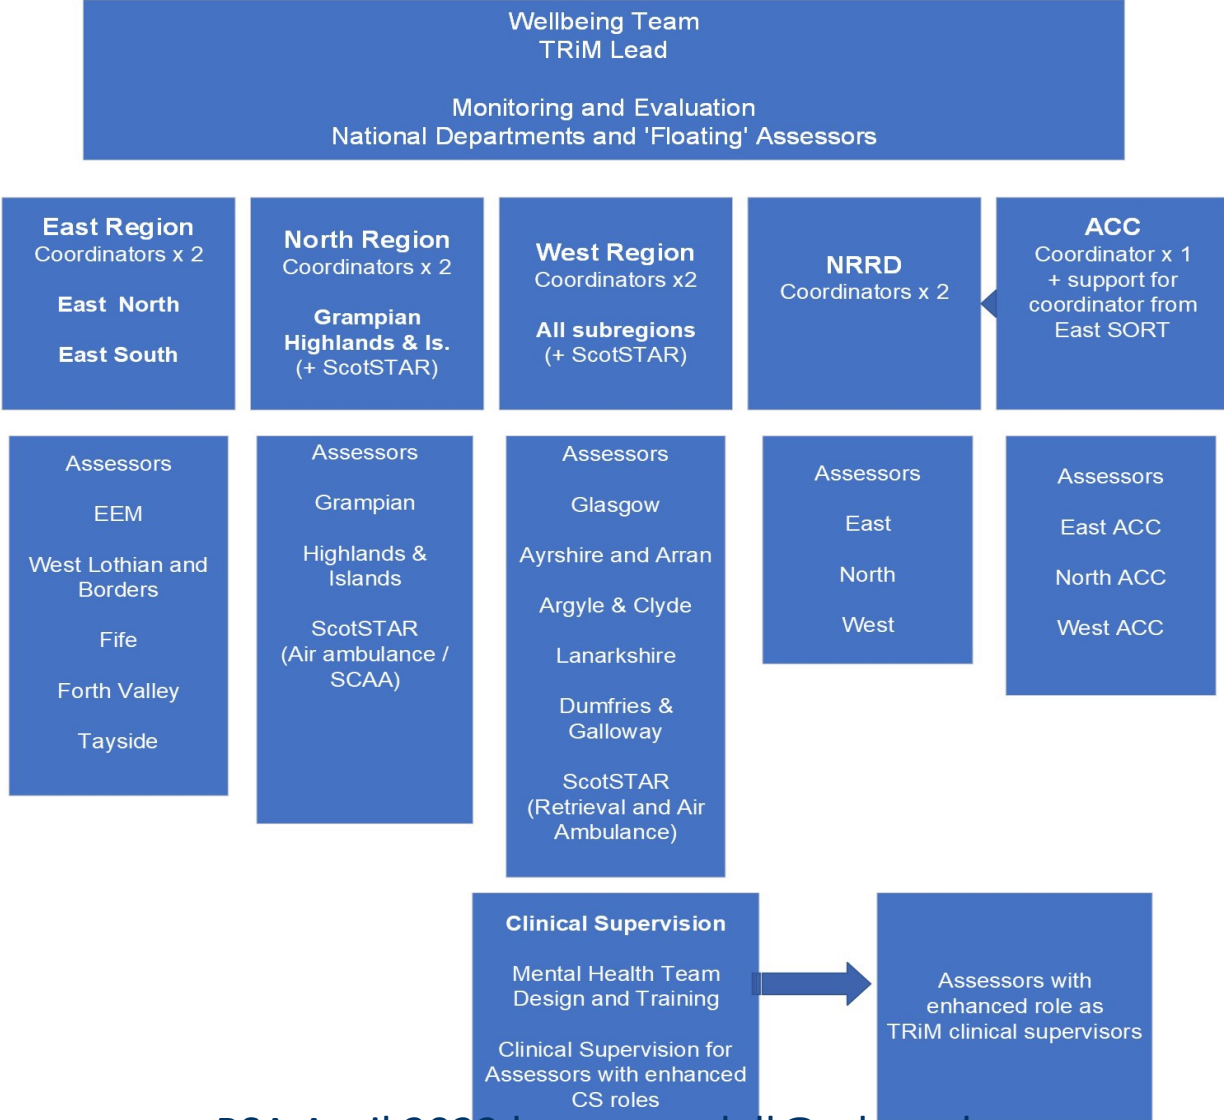 Wellbeing Team
TRiM Lead
Monitoring and Evaluation
National Departments and 'Floating' Assessors
East Region
Coordinators x 2
East North
East South
North Region
Coordinators x 2
Grampian
Highlands & Is.
(+ ScotSTAR)
West Region
Coordinators x2
All subregions
(+ ScotSTAR)
NRRD
Coordinators x 2
ACC
Coordinator x 1
+ support for
coordinator from
East SORT
Assessors
EEM
West Lothian and
Borders
Fife
Forth Valley
Tayside
Assessors
Grampian
Highlands &
Islands
ScotSTAR
(Air ambulance /
SCAA)
Assessors
Glasgow
Ayrshire and Arran
Argyle & Clyde
Lanarkshire
Dumfries &
Galloway
ScotSTAR
(Retrieval and Air
Ambulance)
Assessors
East
North
West
Assessors
East ACC
North ACC
West ACC
Clinical Supervision
Mental Health Team
Design and Training
Clinical Supervision for
Assessors with enhanced
CS roles
Assessors with
enhanced role as
TRiM clinical supervisors